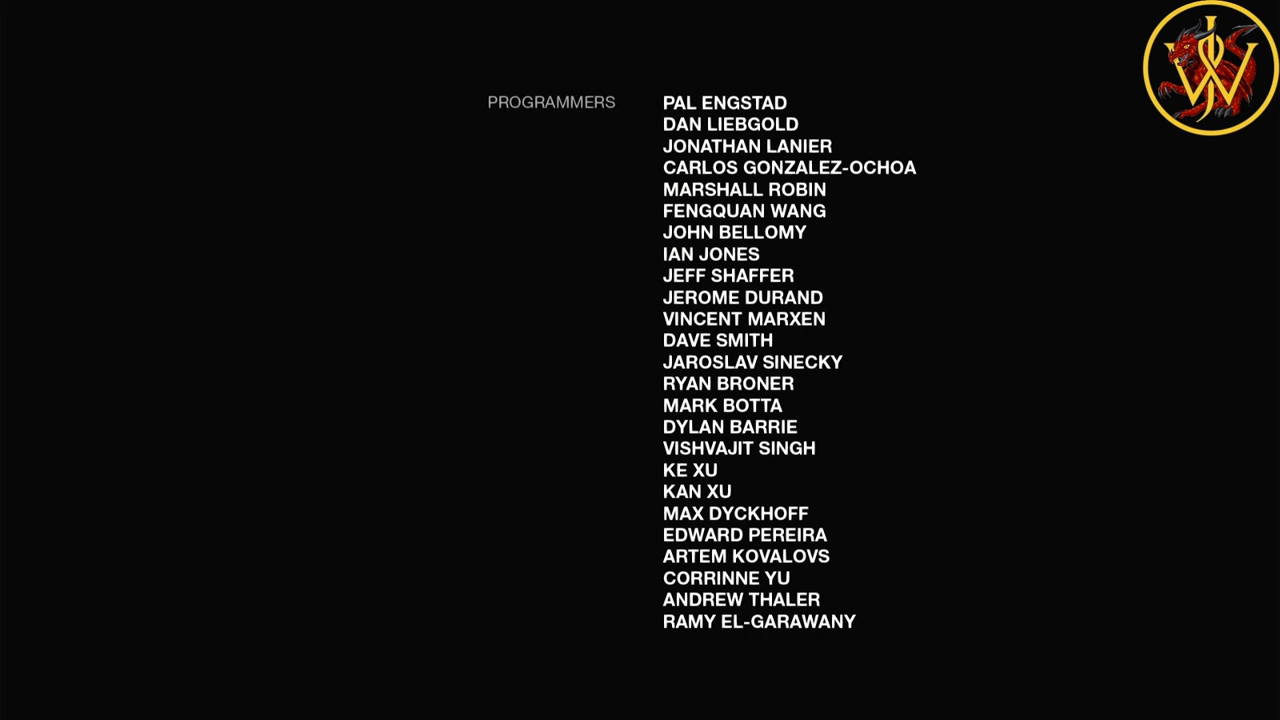 PROGRAMMERS PAL ENGSTAD
DAN LIEBGOLD
JONATHAN LANIER
CARLOS GONZALEZ-OCHOA
MARSHALL ROBIN
FENGQUAN WANG
JOHN BELLOMY
IAN JONES
JEFF SHAFFER
JEROME DURAND
VINCENT MARXEN
DAVE SMITH
JAROSLAV SINECKY
RYAN BRONER
MARK BOTTA
DYLAN BARRIE
VISHVAJIT SINGH
KE XU
KAN XU
MAX DYCKHOFF
EDWARD PEREIRA
ARTEM KOVALOVS
CORRINNE YU
ANDREW THALER
RAMY EL-GARAWANY